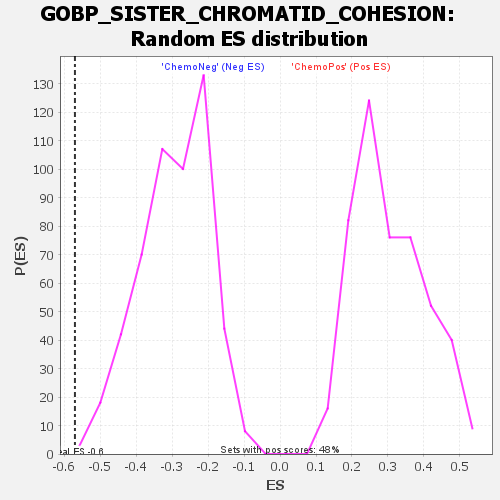 GOBP_SISTER_CHROMATID_COHESION:
Random ES distribution
'ChemoNeg' (Neg ES) 'ChemoPos' (Pos ES)
P(ES)
130
120
110
100
90
80
70
60
50
40
30
20
10
0
ES -0.6
Sets with pos scores: 48%
-0.6 -0.5 -0.4 -0.3 -0.2 -0.1 0.0 0.1 0.2 0.3 0.4 0.5
ES